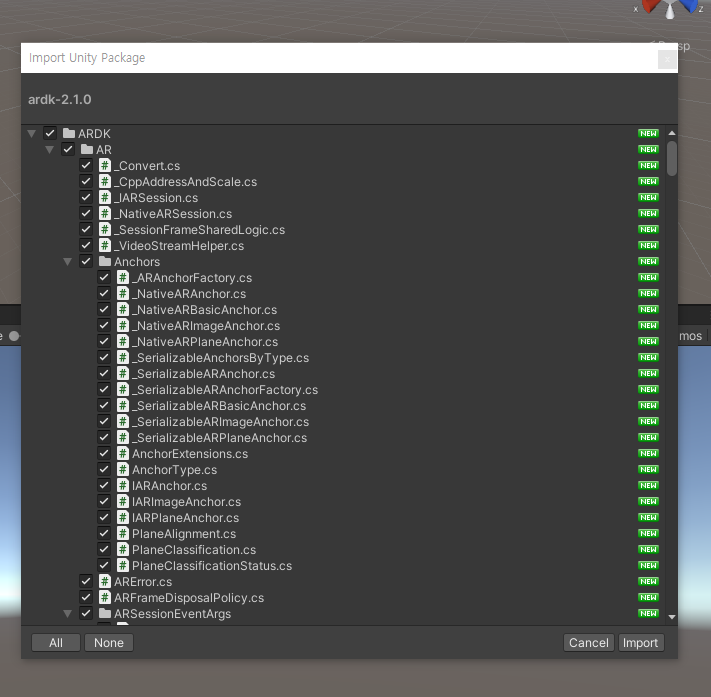 x
z
Persp
Import Unity Package
x
ardk-2.1.0
ARDK NEW
AR NEW
_Convert.cs NEW
_CppAddressAndScale.cs NEW
_IARSession.cs NEW
_NativeARSession.cs NEW
_SessionFrameSharedLogic.cs NEW
_VideoStreamHelper.cs NEW
Anchors NEW
_ARAnchorFactory.cs NEW
_NativeARAnchor.cs NEW
_NativeARBasicAnchor.cs NEW
_NativeARImageAnchor.cs NEW
_NativeARPlaneAnchor.cs NEW
_SerializableAnchorsByType.cs NEW
_SerializableARAnchor.cs NEW
_SerializableARAnchorFactory.cs NEW
_SerializableARBasicAnchor.cs NEW
_SerializableARImageAnchor.cs NEW
_SerializableARPlaneAnchor.cs NEW
AnchorExtensions.cs NEW
AnchorType.cs NEW
IARAnchor.cs NEW
IARImageAnchor.cs NEW
IARPlaneAnchor.cs NEW
PlaneAlignment.cs NEW
PlaneClassification.cs NEW
PlaneClassificationStatus.cs NEW
ARError.cs NEW
ARFrameDisposalPolicy.cs NEW
ARSessionEventArgs NEW
e
mos
All None Cancel Import